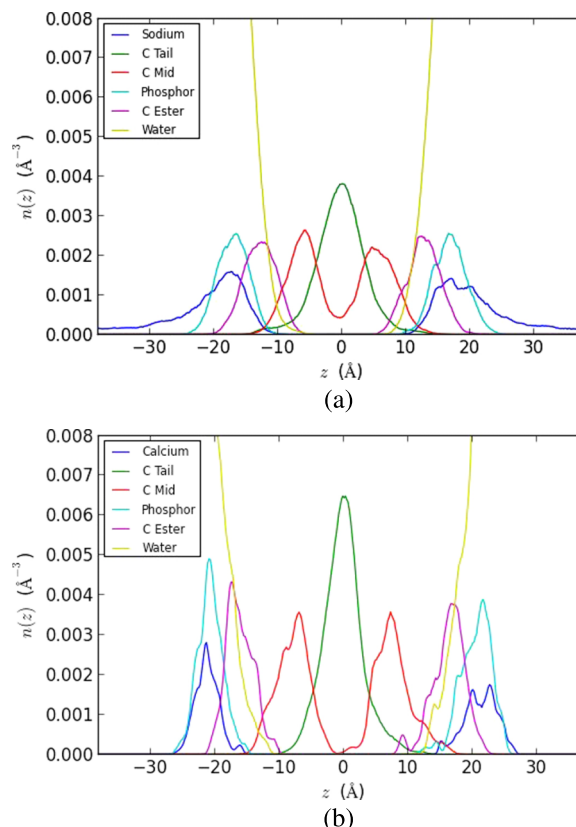 0.008
0.007
0.006
0.005
0.004
0.003
0.002
0.001
0.000
n(z) (Å⁻³)
Sodium
C Tail
C Mid
Phosphor
C Ester
Water
−30 −20 −10 0 10 20 30
z (Å)
(a)
0.008
0.007
0.006
0.005
0.004
0.003
0.002
0.001
0.000
n(z) (Å⁻³)
Calcium
C Tail
C Mid
Phosphor
C Ester
Water
−30 −20 −10 0 10 20 30
z (Å)
(b)